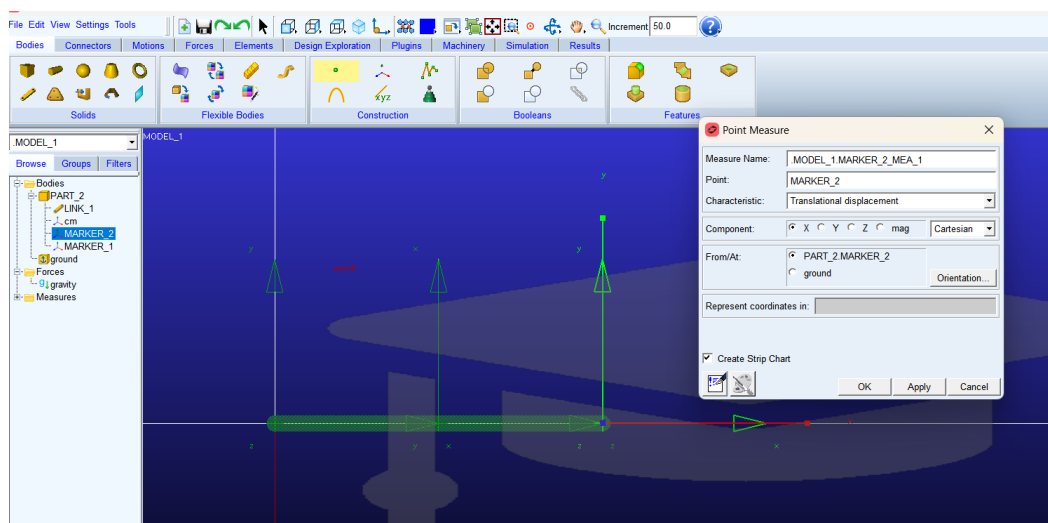 File Edit View Settings Tools
Increment 50.0
Bodies Connectors Motions Forces Elements Design Exploration Plugins Machinery Simulation Results
xyz
Solids Flexible Bodies Construction Booleans Features
.MODEL_1
Browse Groups Filters
Bodies
PART_2
LINK_1
cm
MARKER_2
MARKER_1
ground
Forces
gravity
Measures
MODEL_1
y
y x y
z y x z z x
Point Measure
Measure Name: .MODEL_1.MARKER_2_MEA_1
Point: MARKER_2
Characteristic: Translational displacement
Component: X Y Z mag Cartesian
From/At: PART_2.MARKER_2
ground
Orientation...
Represent coordinates in:
Create Strip Chart
OK Apply Cancel